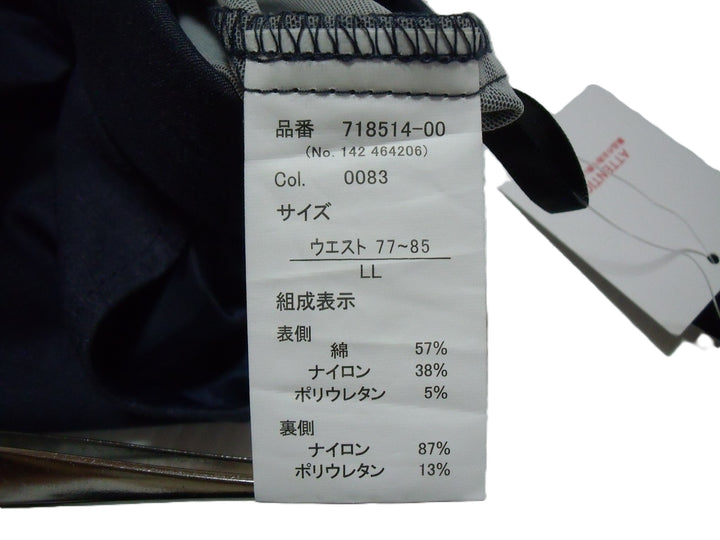 品番 718514-00
(No. 142 464206)
Col. 0083
サイズ
ウエスト 77~85
LL
組成表示
表側
綿 57%
ナイロン 38%
ポリウレタン 5%
裏側
ナイロン 87%
ポリウレタン 13%
ATTENTIO